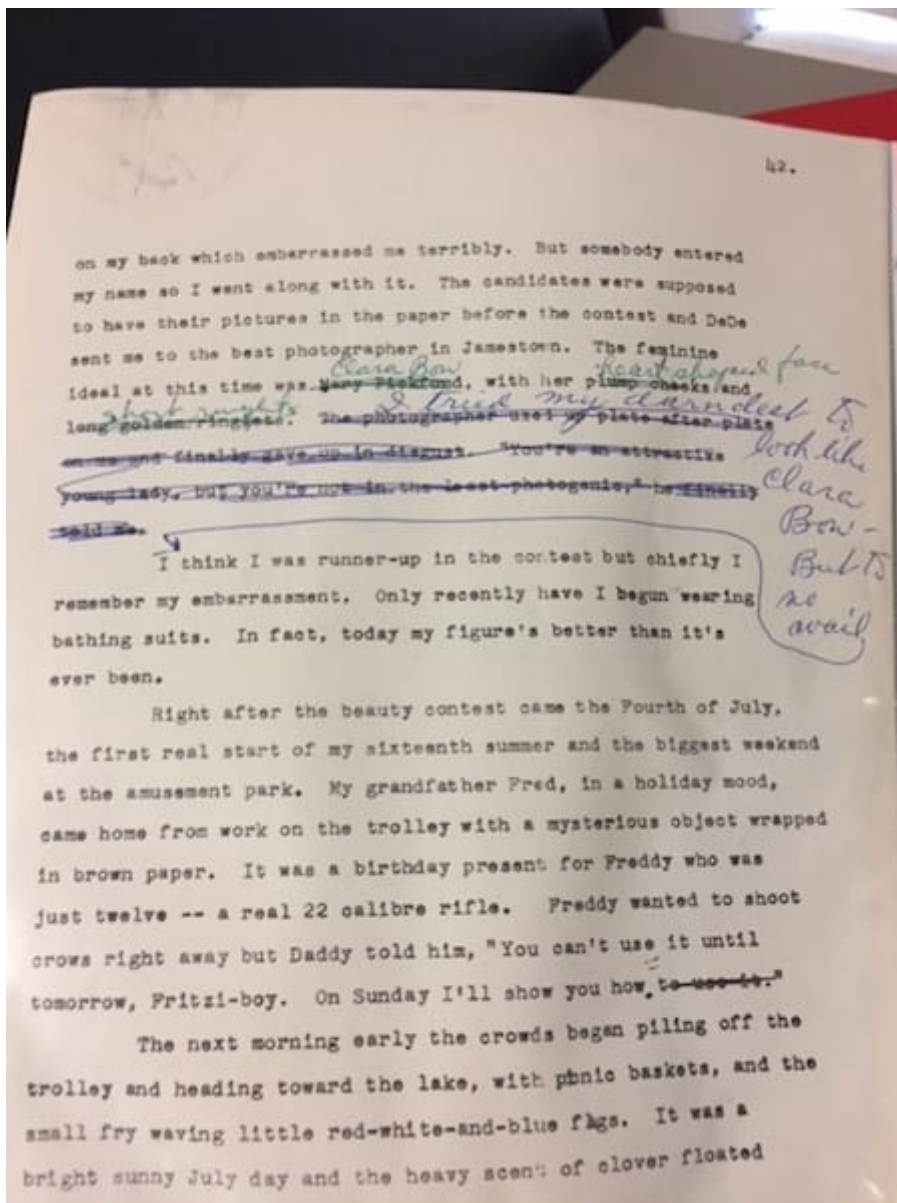 42.
on my back which embarrassed me terribly. But somebody entered
my name so I went along with it. The candidates were supposed
to have their pictures in the paper before the contest and DeDe
sent me to the best photographer in Jamestown. The feminine
Clara Bow heart shaped face
ideal at this time was Mary Pickford, with her plump cheeks and
short
long golden ringlets. The photographer used up plate after plate
on me and finally gave up in disgust. "You're an attractive
young lady, but you're not in the least photogenic," he finally
told me.
I tried my darndest to
look like
Clara
Bow -
But to
no
avail
I think I was runner-up in the contest but chiefly I
remember my embarrassment. Only recently have I begun wearing
bathing suits. In fact, today my figure's better than it's
ever been.
Right after the beauty contest came the Fourth of July,
the first real start of my sixteenth summer and the biggest weekend
at the amusement park. My grandfather Fred, in a holiday mood,
came home from work on the trolley with a mysterious object wrapped
in brown paper. It was a birthday present for Freddy who was
just twelve -- a real 22 calibre rifle. Freddy wanted to shoot
crows right away but Daddy told him, "You can't use it until
tomorrow, Fritzi-boy. On Sunday I'll show you how. to use it."
The next morning early the crowds began piling off the
trolley and heading toward the lake, with pbnic baskets, and the
small fry waving little red-white-and-blue flags. It was a
bright sunny July day and the heavy scent of clover floated